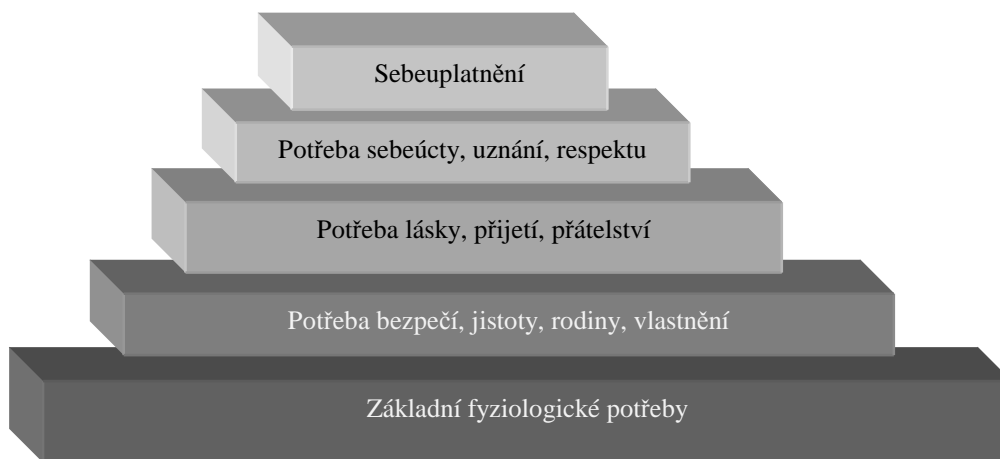 Sebeuplatnění
Potřeba sebeúcty, uznání, respektu
Potřeba lásky, přijetí, přátelství
Potřeba bezpečí, jistoty, rodiny, vlastnění
Základní fyziologické potřeby